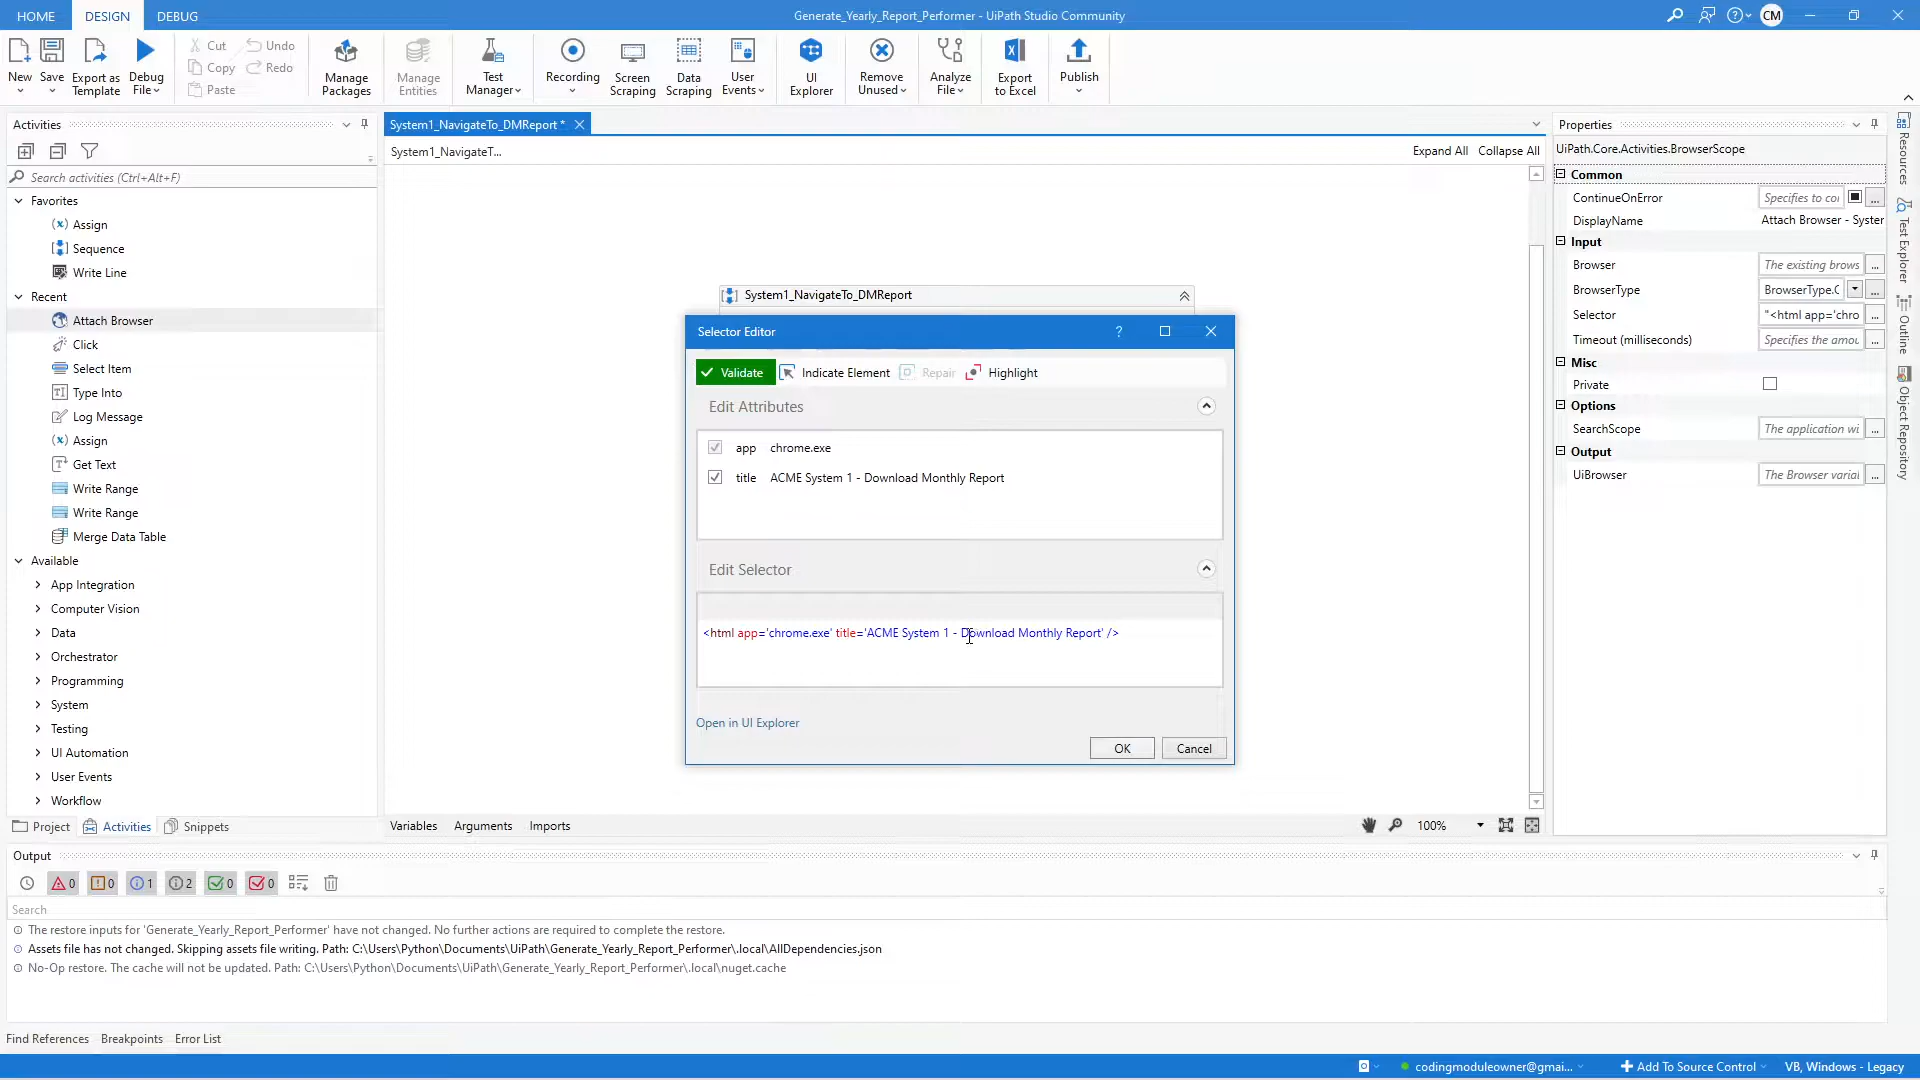 HOME DESIGN DEBUG
Generate_Yearly_Report_Performer - UiPath Studio Community
CM
New Save Export as Template Debug File
Cut Undo
Copy Redo
Paste
Manage Packages
Manage Entities
Test Manager
Recording
Screen Scraping
Data Scraping
User Events
UI Explorer
Remove Unused
Analyze File
Export to Excel
Publish
Activities
Search activities (Ctrl+Alt+F)
Favorites
Assign
Sequence
Write Line
Recent
Attach Browser
Click
Select Item
Type Into
Log Message
Assign
Get Text
Write Range
Write Range
Merge Data Table
Available
App Integration
Computer Vision
Data
Orchestrator
Programming
System
Testing
UI Automation
User Events
Workflow
Project Activities Snippets
System1_NavigateTo_DMReport *
System1_NavigateT...
Expand All Collapse All
System1_NavigateTo_DMReport
Selector Editor
?
Validate Indicate Element Repair Highlight
Edit Attributes
app chrome.exe
title ACME System 1 - Download Monthly Report
Edit Selector
<html app='chrome.exe' title='ACME System 1 - Download Monthly Report' />
Open in UI Explorer
OK Cancel
Variables Arguments Imports
100%
Properties
UiPath.Core.Activities.BrowserScope
Common
ContinueOnError Specifies to coi ...
DisplayName Attach Browser - Syster
Input
Browser The existing brows ...
BrowserType BrowserType.C ...
Selector "<html app='chro ...
Timeout (milliseconds) Specifies the amou ...
Misc
Private
Options
SearchScope The application wi ...
Output
UiBrowser The Browser varial ...
Resources
Test Explorer
Outline
Object Repository
Output
0 0 1 2 0 0
Search
The restore inputs for 'Generate_Yearly_Report_Performer' have not changed. No further actions are required to complete the restore.
Assets file has not changed. Skipping assets file writing. Path: C:\Users\Python\Documents\UiPath\Generate_Yearly_Report_Performer\.local\AllDependencies.json
No-Op restore. The cache will not be updated. Path: C:\Users\Python\Documents\UiPath\Generate_Yearly_Report_Performer\.local\nuget.cache
Find References Breakpoints Error List
codingmoduleowner@gmai... Add To Source Control VB, Windows - Legacy